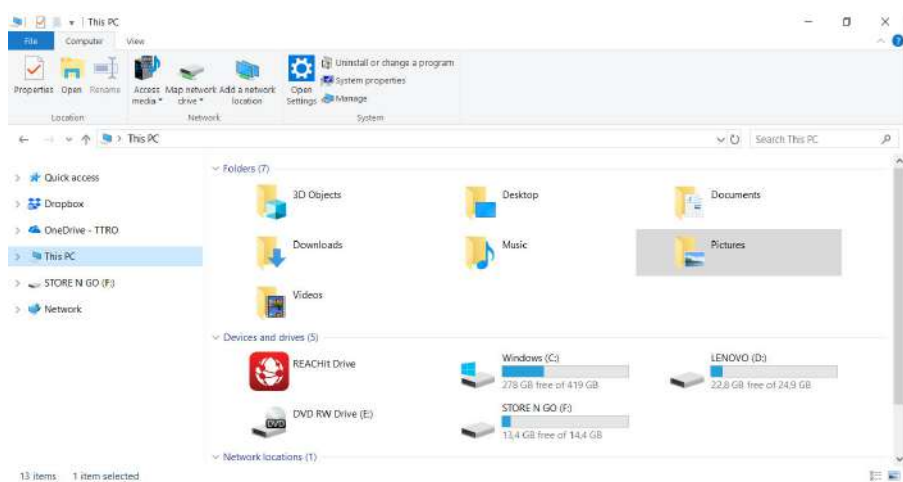 This PC
File Computer View
Properties Open Rename Access media Map network drive Add a network location Open Settings Uninstall or change a program
System properties
Manage
Location Network System
This PC Search This PC
Quick access
Dropbox
OneDrive - TTRO
This PC
STORE N GO (F:)
Network
Folders (7)
3D Objects Desktop Documents
Downloads Music Pictures
Videos
Devices and drives (5)
REACHit Drive Windows (C:) LENOVO (D:)
278 GB free of 419 GB 22,8 GB free of 24,9 GB
DVD RW Drive (E:) STORE N GO (F:)
DVD 13,4 GB free of 14,4 GB
Network locations (1)
13 items 1 item selected